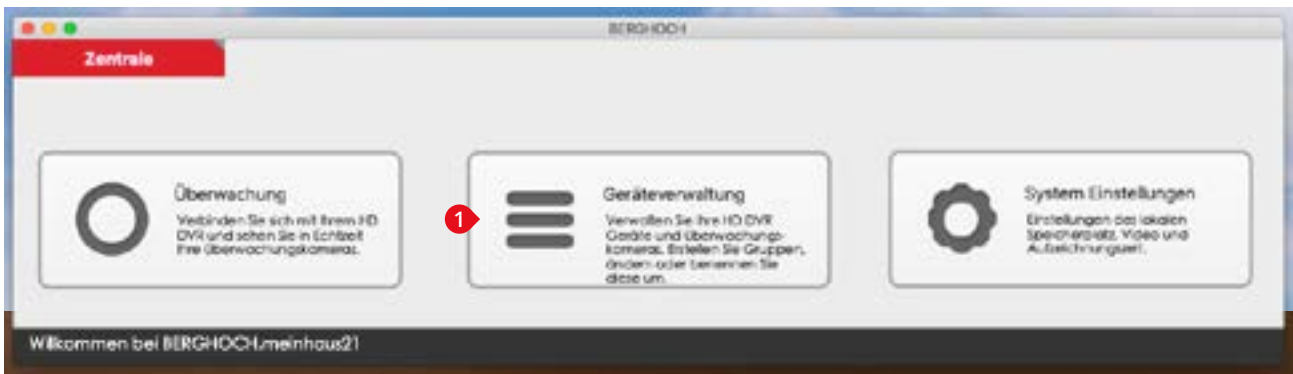 BERGHOCH
Zentrale
Überwachung
Verbinden Sie sich mit Ihrem HD
DVR und sehen Sie in Echtzeit
Ihre Überwachungskameras.
1
Geräteverwaltung
Verwalten Sie Ihre HD DVR
Geräte und Überwachungs-
kameras. Erstellen Sie Gruppen,
ändern oder benennen Sie
diese um.
System Einstellungen
Einstellungen des lokalen
Speicherplatz, Video und
Aufzeichnungsart.
Willkommen bei BERGHOCH.meinhaus21